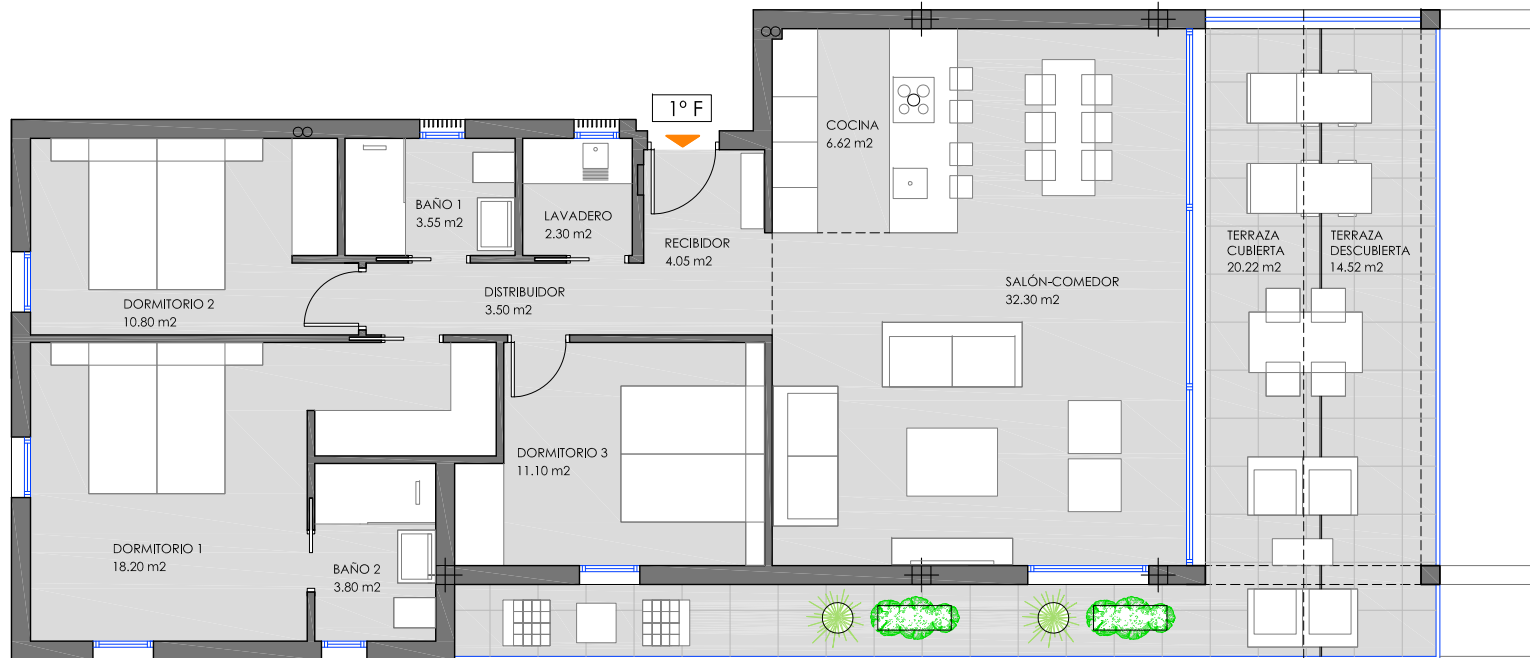 1º F
COCINA
6.62 m2
BAÑO 1
3.55 m2
LAVADERO
2.30 m2
RECIBIDOR
4.05 m2
TERRAZA
CUBIERTA
20.22 m2
TERRAZA
DESCUBIERTA
14.52 m2
DORMITORIO 2
10.80 m2
DISTRIBUIDOR
3.50 m2
SALÓN-COMEDOR
32.30 m2
DORMITORIO 3
11.10 m2
DORMITORIO 1
18.20 m2
BAÑO 2
3.80 m2